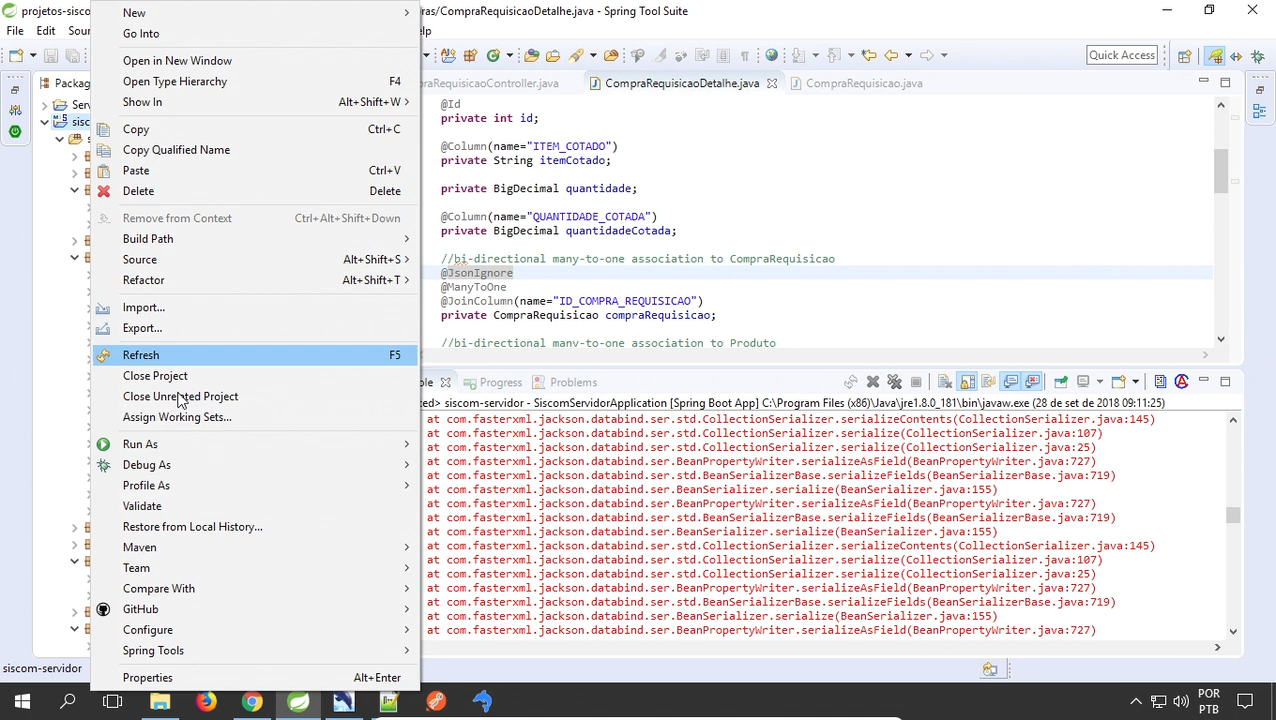 projetos-sisco
ras/CompraRequisicaoDetalhe.java - Spring Tool Suite
File
Edit
Sou
lp
Quick Access
Packag
praRequisicaoController.java
CompraRequisicaoDetalhe.java
CompraRequisicao.java
Serv
sisc
s
New
Go Into
Open in New Window
Open Type Hierarchy F4
Show In Alt+Shift+W
Copy Ctrl+C
Copy Qualified Name
Paste Ctrl+V
Delete Delete
Remove from Context Ctrl+Alt+Shift+Down
Build Path
Source Alt+Shift+S
Refactor Alt+Shift+T
Import...
Export...
Refresh F5
Close Project
Close Unrelated Project
Assign Working Sets...
Run As
Debug As
Profile As
Validate
Restore from Local History...
Maven
Team
Compare With
GitHub
Configure
Spring Tools
Properties Alt+Enter
@Id
private int id;
@Column(name="ITEM_COTADO")
private String itemCotado;
private BigDecimal quantidade;
@Column(name="QUANTIDADE_COTADA")
private BigDecimal quantidadeCotada;
//bi-directional many-to-one association to CompraRequisicao
@JsonIgnore
@ManyToOne
@JoinColumn(name="ID_COMPRA_REQUISICAO")
private CompraRequisicao compraRequisicao;
//bi-directional many-to-one association to Produto
ole
Progress
Problems
ted> siscom-servidor - SiscomServidorApplication [Spring Boot App] C:\Program Files (x86)\Java\jre1.8.0_181\bin\javaw.exe (28 de set de 2018 09:11:25)
at com.fasterxml.jackson.databind.ser.std.CollectionSerializer.serializeContents(CollectionSerializer.java:145)
at com.fasterxml.jackson.databind.ser.std.CollectionSerializer.serialize(CollectionSerializer.java:107)
at com.fasterxml.jackson.databind.ser.std.CollectionSerializer.serialize(CollectionSerializer.java:25)
at com.fasterxml.jackson.databind.ser.BeanPropertyWriter.serializeAsField(BeanPropertyWriter.java:727)
at com.fasterxml.jackson.databind.ser.std.BeanSerializerBase.serializeFields(BeanSerializerBase.java:719)
at com.fasterxml.jackson.databind.ser.BeanSerializer.serialize(BeanSerializer.java:155)
at com.fasterxml.jackson.databind.ser.BeanPropertyWriter.serializeAsField(BeanPropertyWriter.java:727)
at com.fasterxml.jackson.databind.ser.std.BeanSerializerBase.serializeFields(BeanSerializerBase.java:719)
at com.fasterxml.jackson.databind.ser.BeanSerializer.serialize(BeanSerializer.java:155)
at com.fasterxml.jackson.databind.ser.std.CollectionSerializer.serializeContents(CollectionSerializer.java:145)
at com.fasterxml.jackson.databind.ser.std.CollectionSerializer.serialize(CollectionSerializer.java:107)
at com.fasterxml.jackson.databind.ser.std.CollectionSerializer.serialize(CollectionSerializer.java:25)
at com.fasterxml.jackson.databind.ser.BeanPropertyWriter.serializeAsField(BeanPropertyWriter.java:727)
at com.fasterxml.jackson.databind.ser.std.BeanSerializerBase.serializeFields(BeanSerializerBase.java:719)
at com.fasterxml.jackson.databind.ser.BeanSerializer.serialize(BeanSerializer.java:155)
at com.fasterxml.jackson.databind.ser.BeanPropertyWriter.serializeAsField(BeanPropertyWriter.java:727)
siscom-servidor
POR
PTB